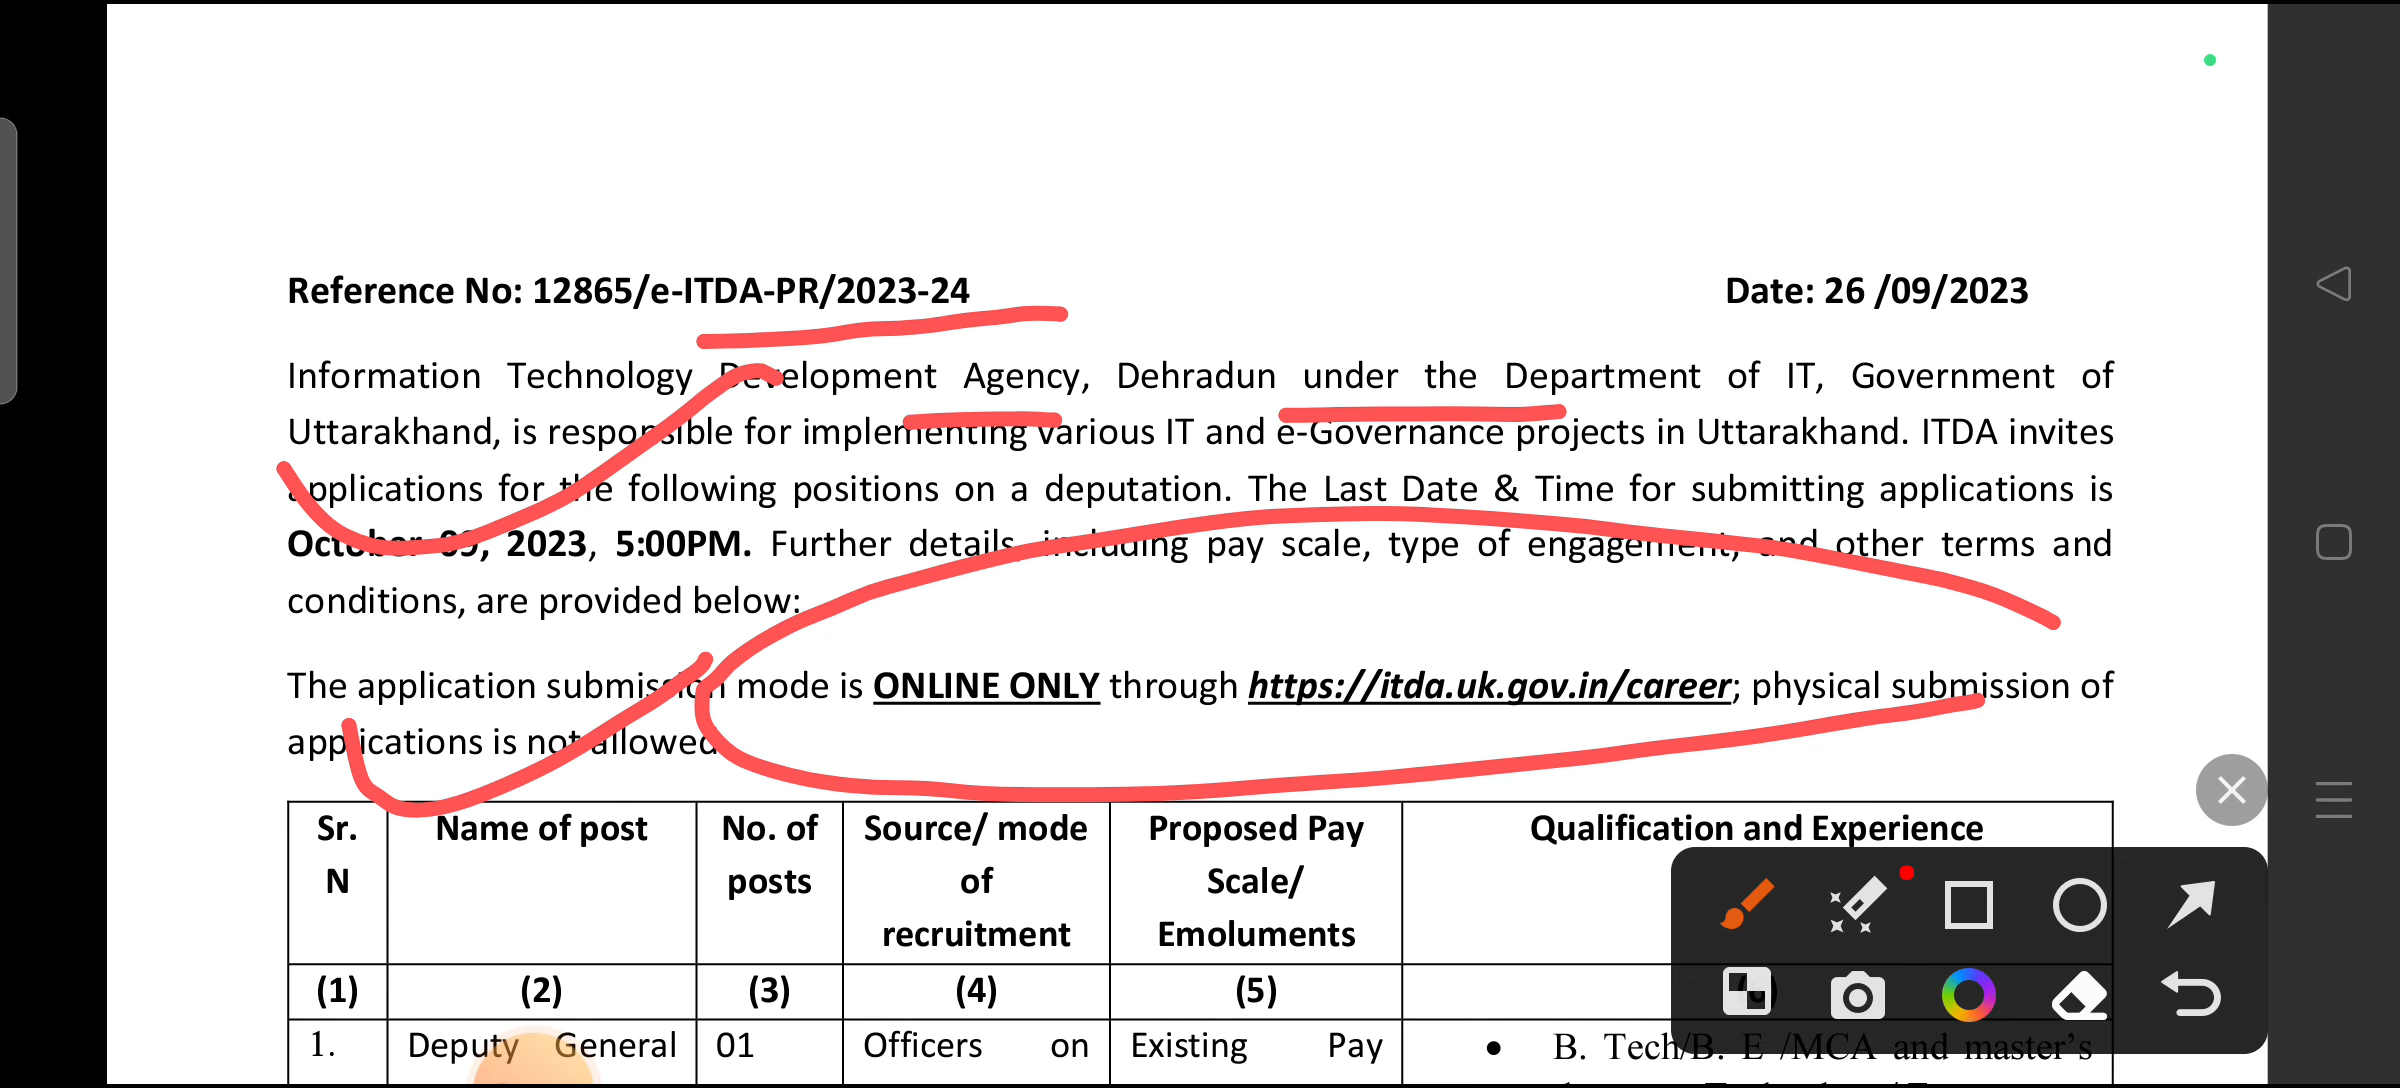 Reference No: 12865/e-ITDA-PR/2023-24 Date: 26 /09/2023
Information Technology Development Agency, Dehradun under the Department of IT, Government of
Uttarakhand, is responsible for implementing various IT and e-Governance projects in Uttarakhand. ITDA invites
applications for the following positions on a deputation. The Last Date & Time for submitting applications is
October 09, 2023, 5:00PM. Further details, including pay scale, type of engagement, and other terms and
conditions, are provided below:
The application submission mode is ONLINE ONLY through https://itda.uk.gov.in/career; physical submission of
applications is not allowed
Sr. N Name of post No. of posts Source/ mode of recruitment Proposed Pay Scale/ Emoluments Qualification and Experience
(1) (2) (3) (4) (5) (6)
1. Deputy General 01 Officers on Existing Pay • B. Tech/B. E /MCA and master's